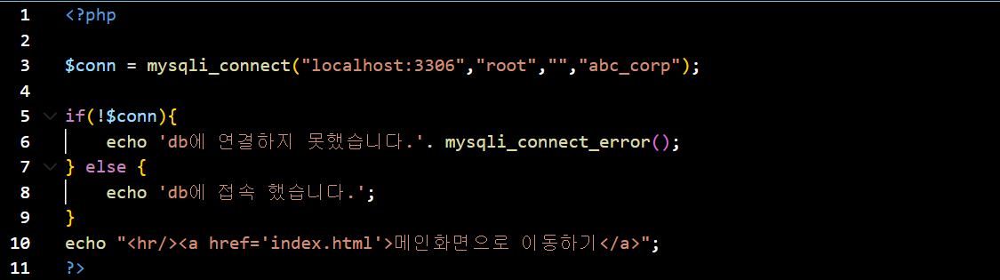 1 <?php
2
3 $conn = mysqli_connect("localhost:3306","root","","abc_corp");
4
5 if(!$conn){
6 echo 'db에 연결하지 못했습니다.'. mysqli_connect_error();
7 } else {
8 echo 'db에 접속 했습니다.';
9 }
10 echo "<hr/><a href='index.html'>메인화면으로 이동하기</a>";
11 ?>